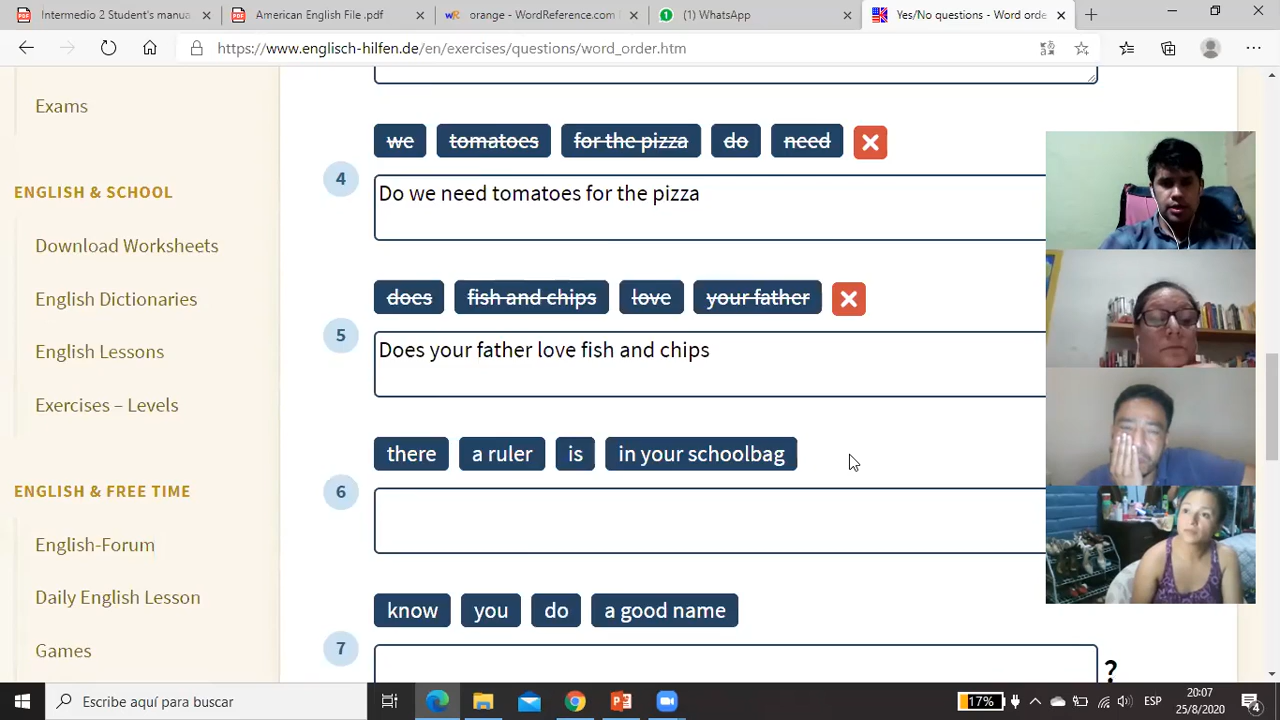 Intermedio 2 Student's manu
American English File .pdf
orange - WordReference.com
(1) WhatsApp
Yes/No questions - Word orde
https://www.englisch-hilfen.de/en/exercises/questions/word_order.htm
Exams
we tomatoes for the pizza do need
4
Do we need tomatoes for the pizza
ENGLISH & SCHOOL
Download Worksheets
does fish and chips love your father
English Dictionaries
5
Does your father love fish and chips
English Lessons
Exercises – Levels
there a ruler is in your schoolbag
6
ENGLISH & FREE TIME
English-Forum
know you do a good name
Daily English Lesson
7
?
Games
Escribe aquí para buscar
17%
ESP
20:07
25/8/2020
4